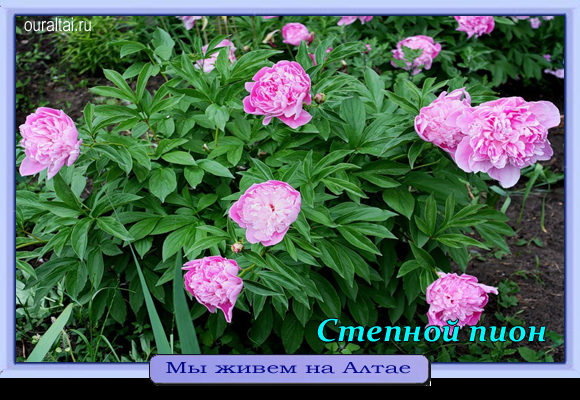 ouraltai.ru
Степной пион
Мы живем на Алтае